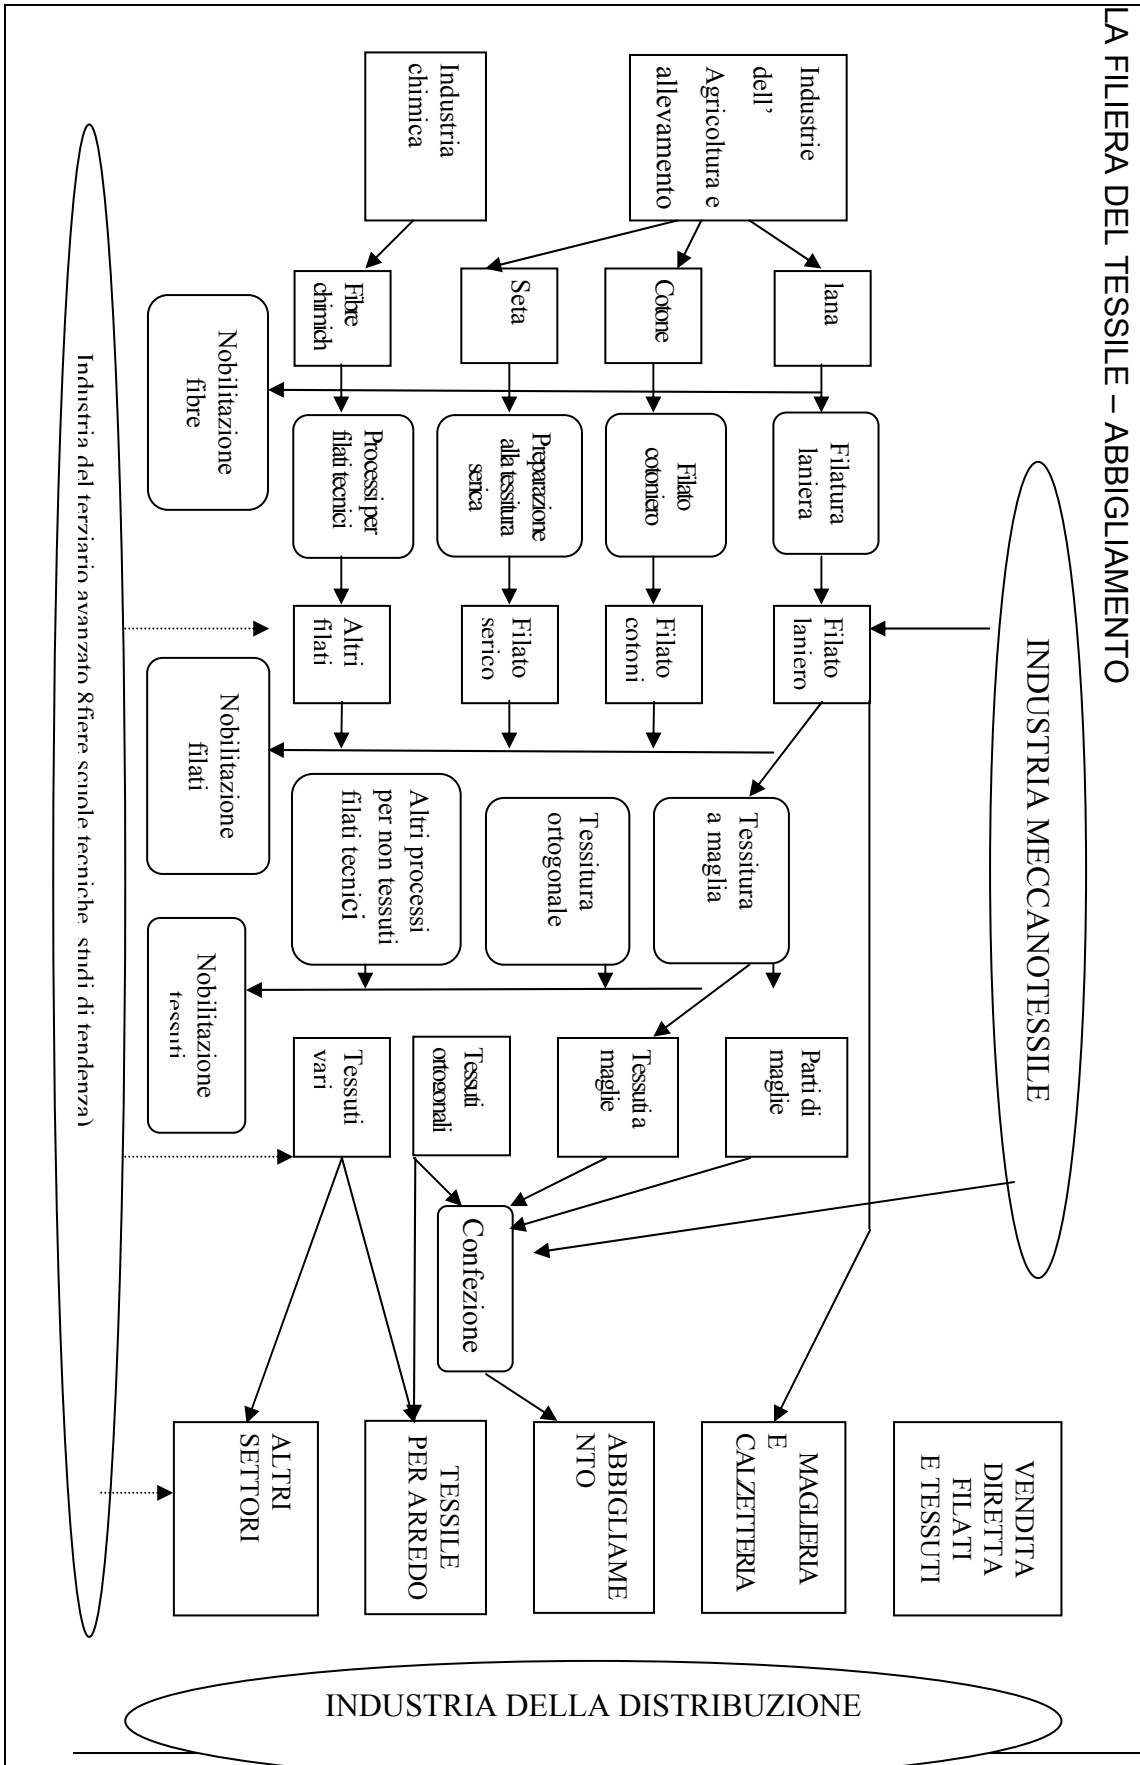 LA FILIERA DEL TESSILE – ABBIGLIAMENTO
INDUSTRIA MECCANOTESSILE
Industrie
dell'
Agricoltura e
allevamento
Industria
chimica
lana
Cotone
Seta
Fibre
chimich
Nobilitazione
fibre
Filatura
laniera
Filato
cotoniero
Preparazione
alla tessitura
serica
Processi per
filati tecnici
Filato
laniero
Filato
cotoni
Filato
serico
Altri
filati
Nobilitazione
filati
Tessitura
a maglia
Tessitura
ortogonale
Altri processi
per non tessuti
filati tecnici
Nobilitazione
tessuti
Parti di
maglie
Tessuti a
maglie
Tessuti
ortogonali
Tessuti
vari
Confezione
VENDITA
DIRETTA
FILATI
E TESSUTI
MAGLIERIA
E
CALZETTERIA
ABBIGLIAME
NTO
TESSILE
PER ARREDO
ALTRI
SETTORI
Industria del terziario avanzato &fiere scuole tecniche, studi di tendenza)
INDUSTRIA DELLA DISTRIBUZIONE